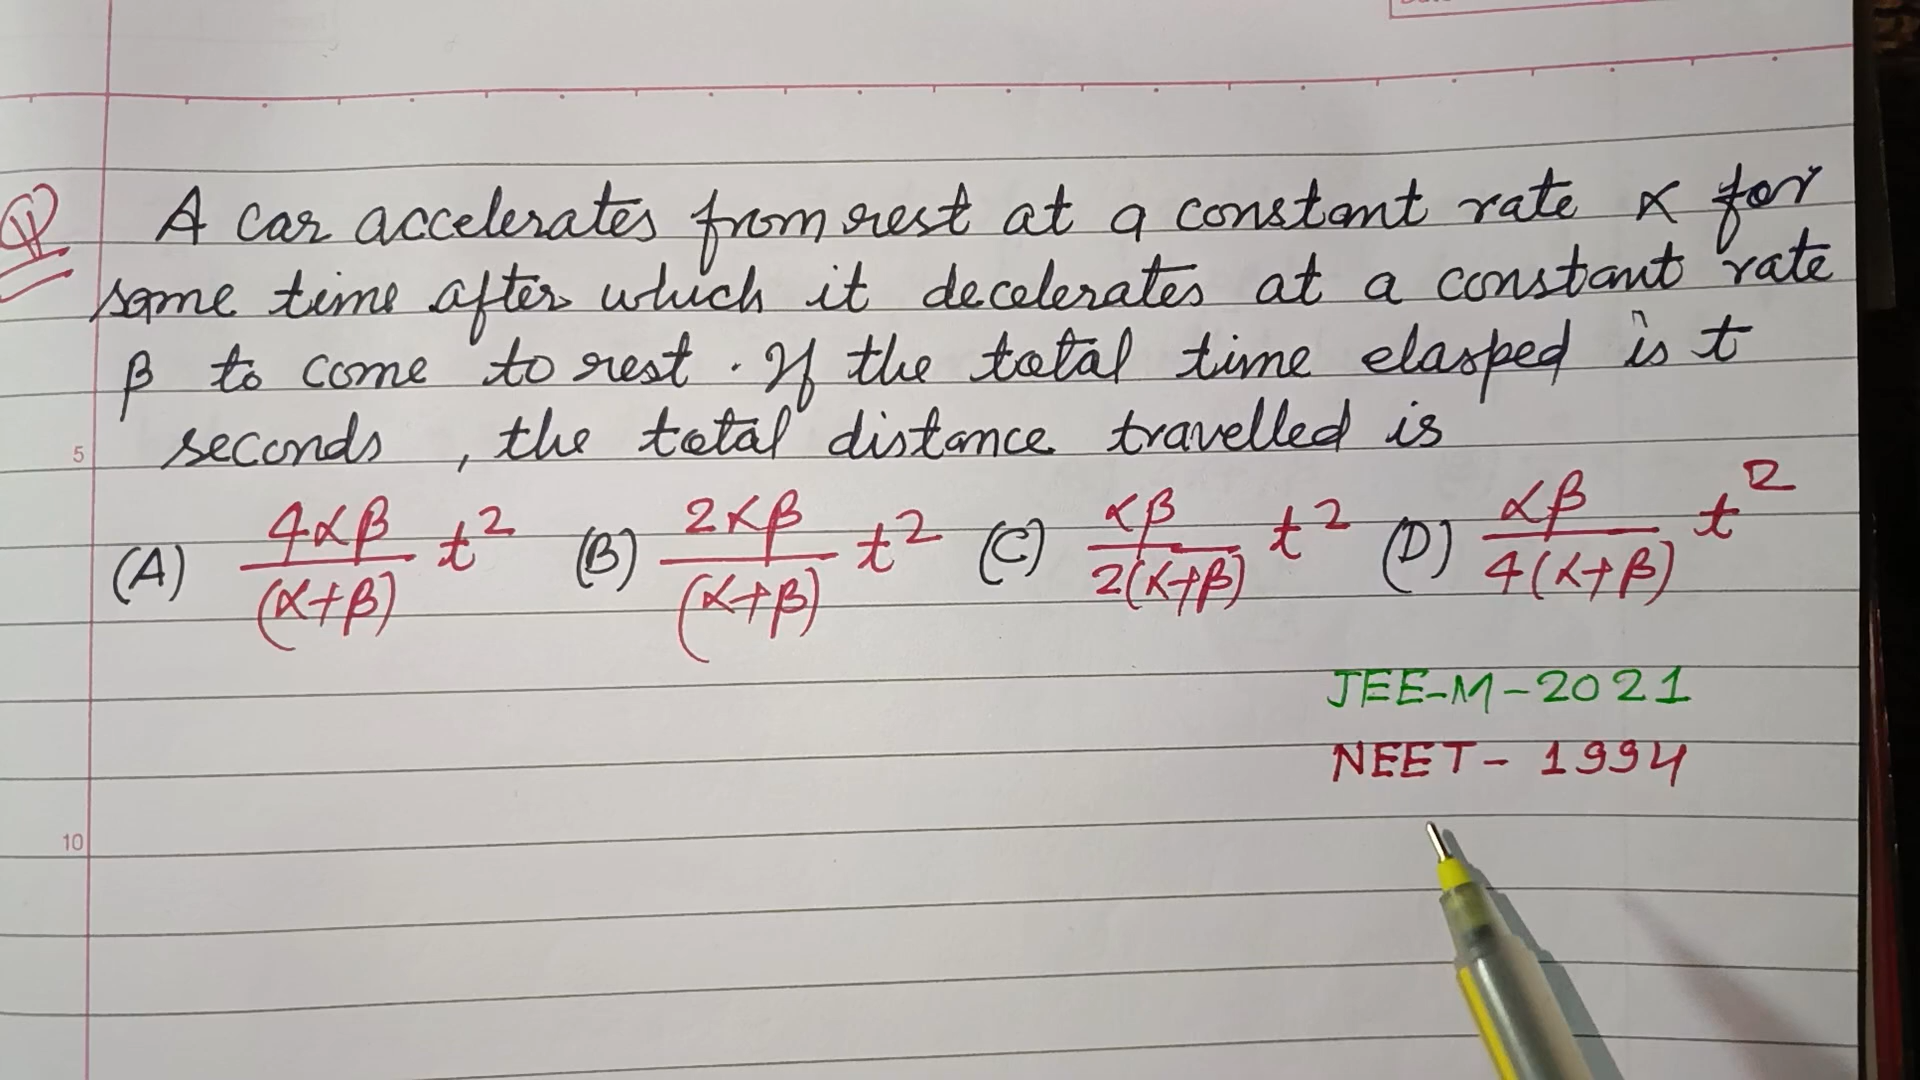 Q A car accelerates from rest at a constant rate α for
some time after which it decelerates at a constant rate
β to come to rest. If the total time elasped is t
5 seconds, the total distance travelled is
(A) 4αβ/(α+β) t² (B) 2αβ/(α+β) t² (C) αβ/2(α+β) t² (D) αβ/4(α+β) t²
JEE-M-2021
NEET- 1994
10